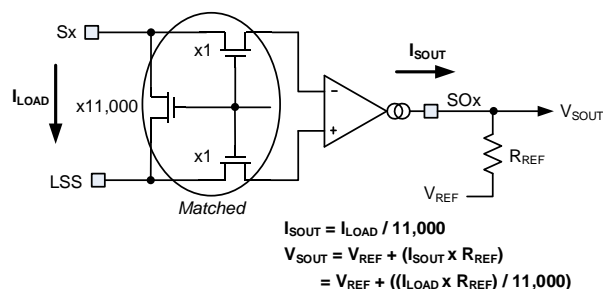 Sx
x1
I_SOUT
I_LOAD
x11,000
−
SOx
V_SOUT
+
x1
R_REF
LSS
V_REF
Matched
I_SOUT = I_LOAD / 11,000
V_SOUT = V_REF + (I_SOUT x R_REF)
= V_REF + ((I_LOAD x R_REF) / 11,000)